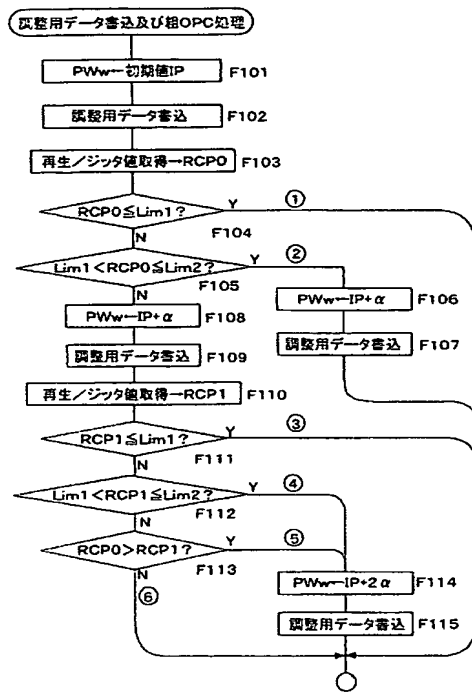 調整用データ書込及び粗OPC処理
PWw←初期値IP F101
調整用データ書込 F102
再生/ジッタ値取得→RCP0 F103
RCP0≦Lim1? Y ①
N F104
Lim1<RCP0≦Lim2? Y ②
N F105
PWw←IP+α F106
PWw←IP+α F108
調整用データ書込 F107
調整用データ書込 F109
再生/ジッタ値取得→RCP1 F110
RCP1≦Lim1? Y ③
N F111
Lim1<RCP1≦Lim2? Y ④
N F112
RCP0>RCP1? Y ⑤
N F113
⑥
PWw←IP+2α F114
調整用データ書込 F115